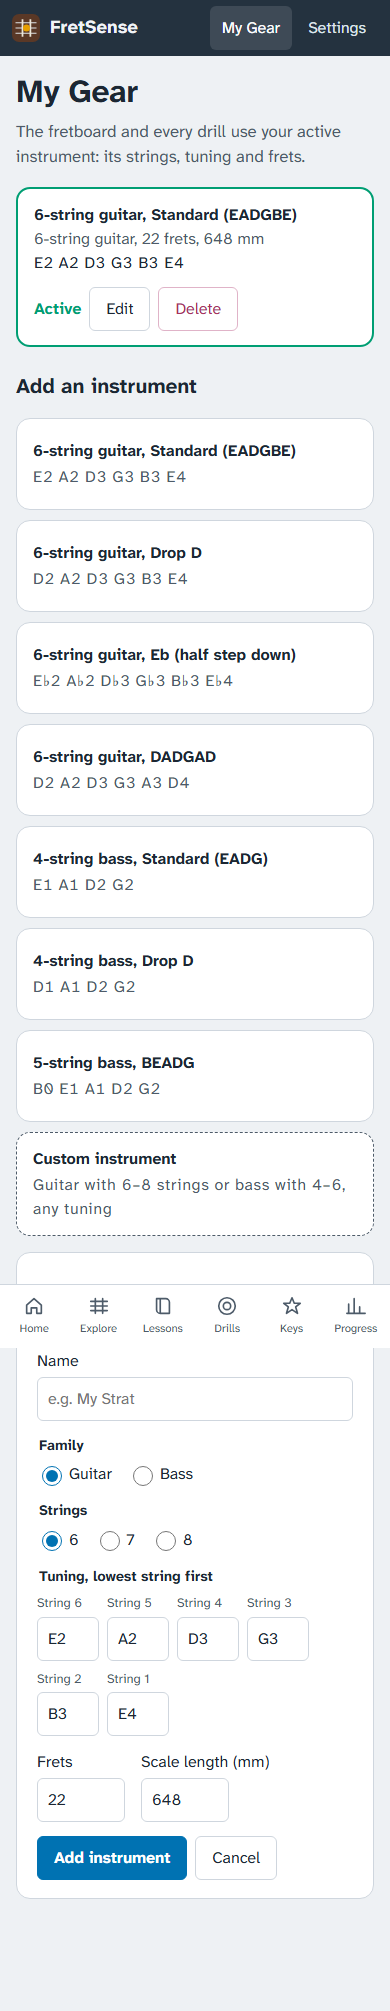 FretSense
My Gear
Settings
My Gear
The fretboard and every drill use your active
instrument: its strings, tuning and frets.
6-string guitar, Standard (EADGBE)
6-string guitar, 22 frets, 648 mm
E2 A2 D3 G3 B3 E4
Active
Edit
Delete
Add an instrument
6-string guitar, Standard (EADGBE)
E2 A2 D3 G3 B3 E4
6-string guitar, Drop D
D2 A2 D3 G3 B3 E4
6-string guitar, Eb (half step down)
E♭2 A♭2 D♭3 G♭3 B♭3 E♭4
6-string guitar, DADGAD
D2 A2 D3 G3 A3 D4
4-string bass, Standard (EADG)
E1 A1 D2 G2
4-string bass, Drop D
D1 A1 D2 G2
5-string bass, BEADG
B0 E1 A1 D2 G2
Custom instrument
Guitar with 6–8 strings or bass with 4–6,
any tuning
Home
Explore
Lessons
Drills
Keys
Progress
Name
e.g. My Strat
Family
Guitar
Bass
Strings
6
7
8
Tuning, lowest string first
String 6
String 5
String 4
String 3
E2
A2
D3
G3
String 2
String 1
B3
E4
Frets
Scale length (mm)
22
648
Add instrument
Cancel